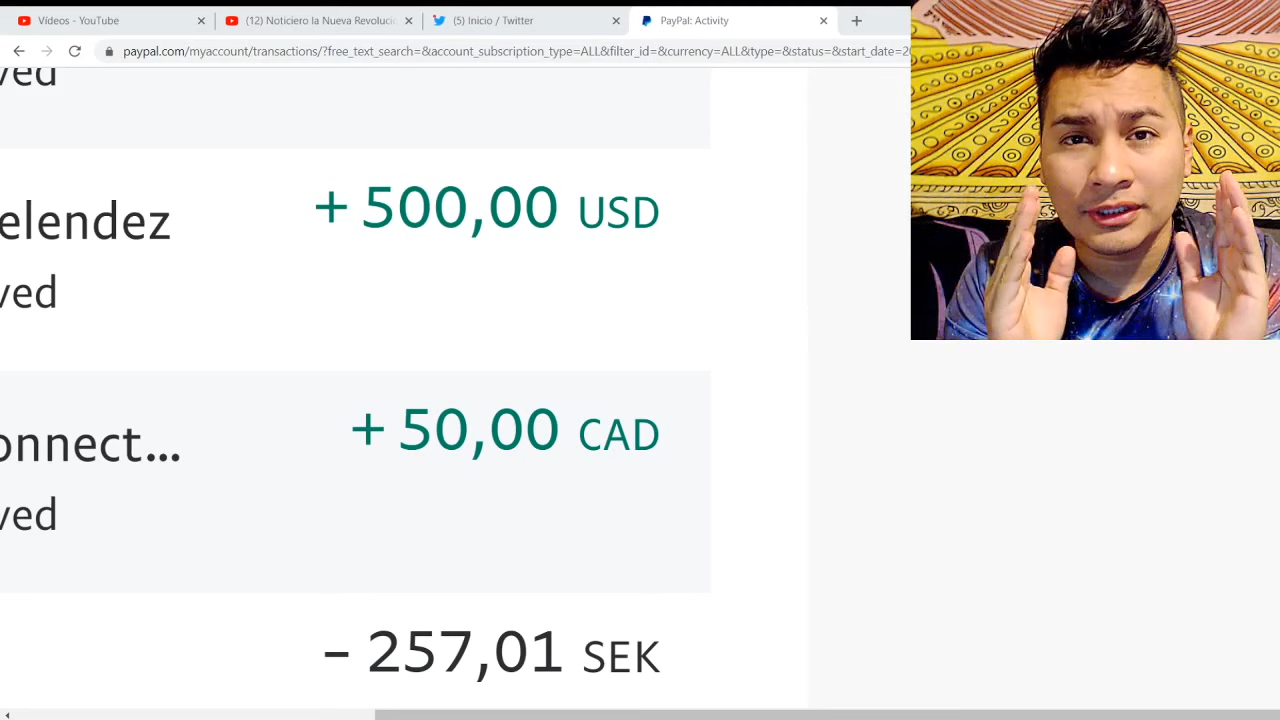 Vídeos - YouTube
(12) Noticiero la Nueva Revoluci
(5) Inicio / Twitter
PayPal: Activity
paypal.com/myaccount/transactions/?free_text_search=&account_subscription_type=ALL&filter_id=&currency=ALL&type=&status=&start_date=2
ved
elendez
+ 500,00 USD
ved
onnect...
+ 50,00 CAD
ved
- 257,01 SEK